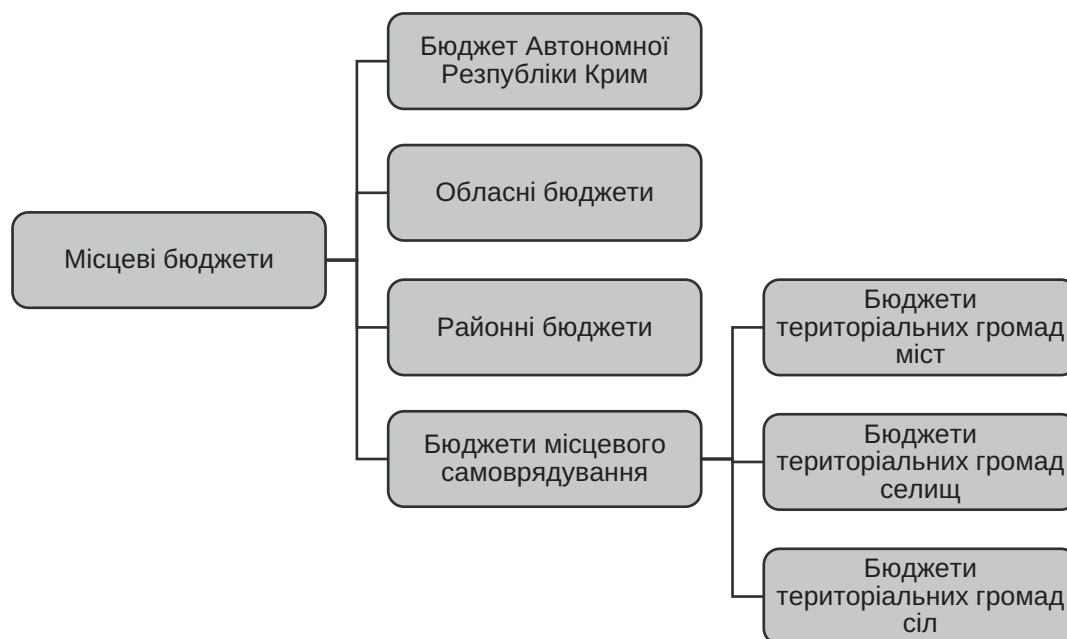 Бюджет Автономної
Резпубліки Крим
Обласні бюджети
Місцеві бюджети
Районні бюджети
Бюджети місцевого
самоврядування
Бюджети
територіальних громад
міст
Бюджети
територіальних громад
селищ
Бюджети
територіальних громад
сіл